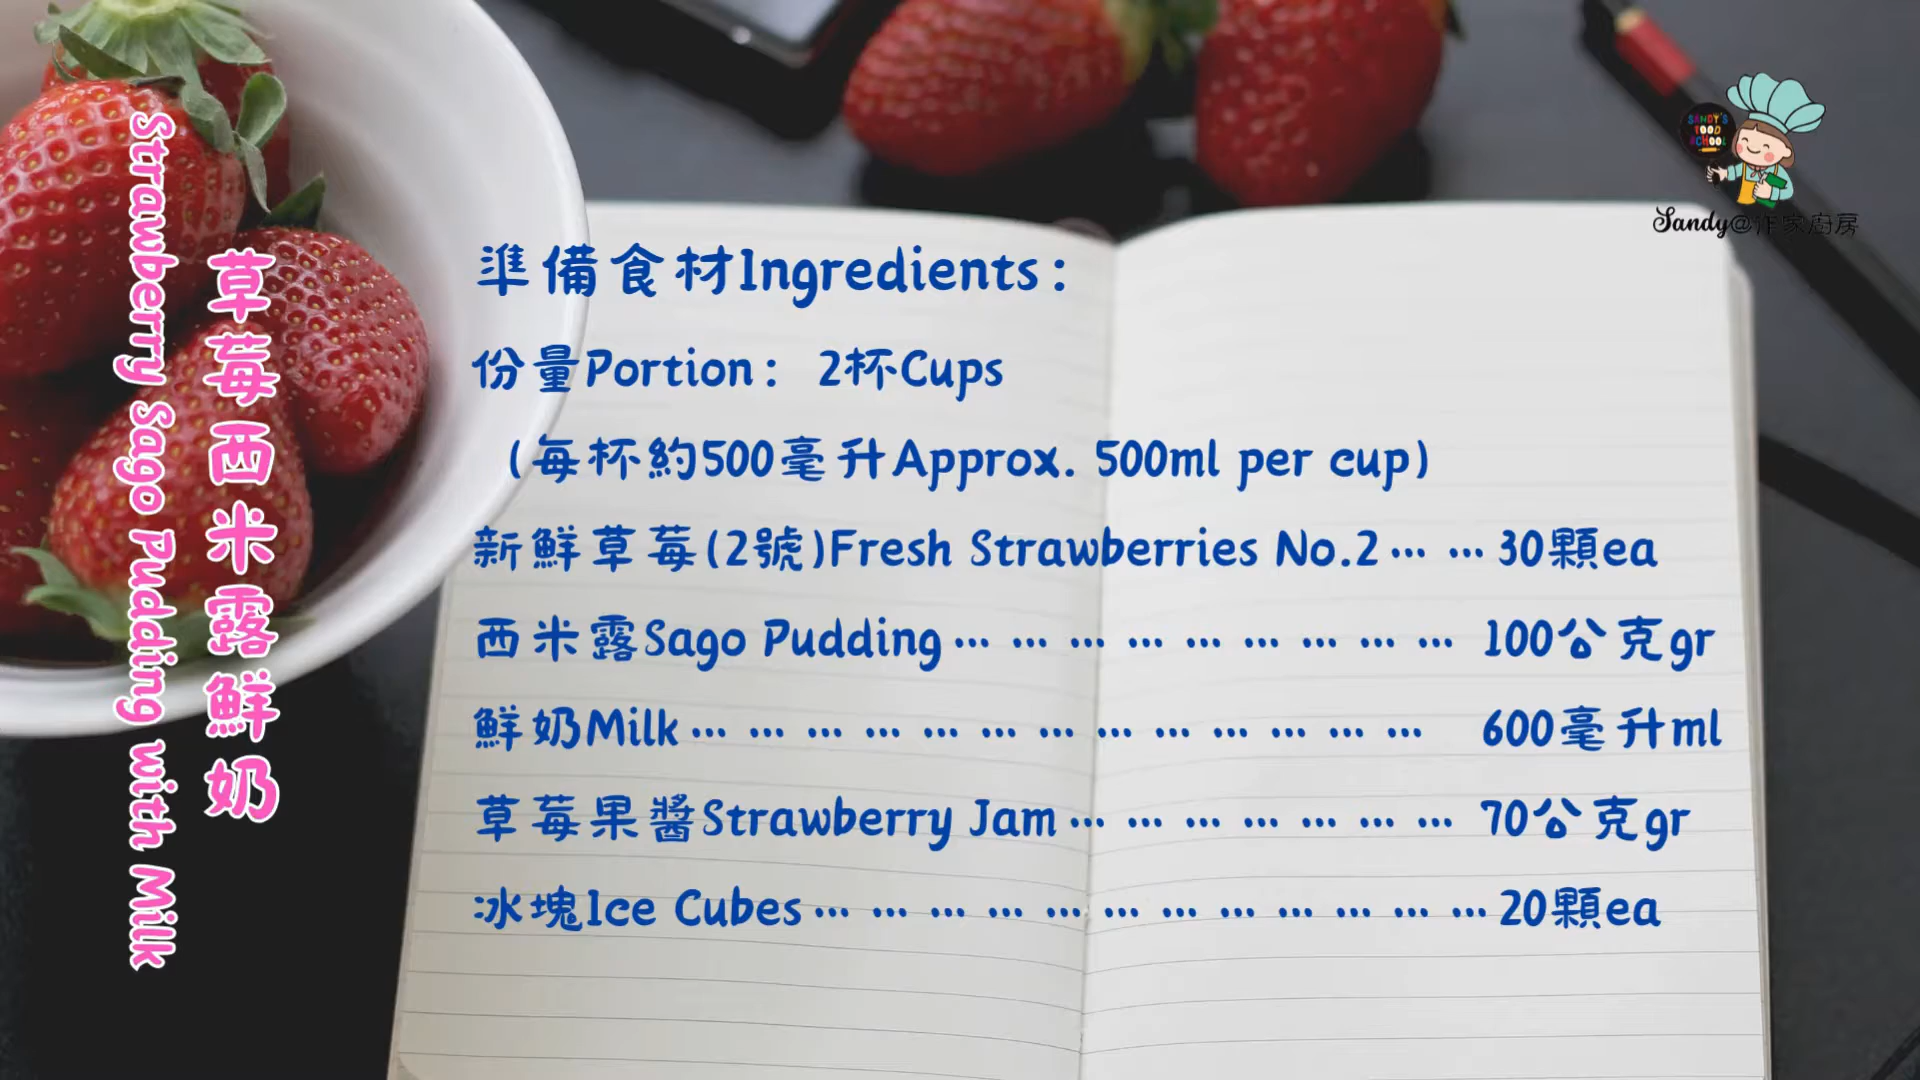 草莓西米露鮮奶
Strawberry Sago Pudding with Milk
SANDY'S
FOOD
SCHOOL
Sandy@作家廚房
準備食材Ingredients:
份量Portion: 2杯Cups
(每杯約500毫升Approx. 500ml per cup)
新鮮草莓(2號)Fresh Strawberries No.2… …30顆ea
西米露Sago Pudding… … … … … … … … … 100公克gr
鮮奶Milk… … … … … … … … … … … … … 600毫升ml
草莓果醬Strawberry Jam… … … … … … … 70公克gr
冰塊Ice Cubes… … … … … … … … … … … …20顆ea